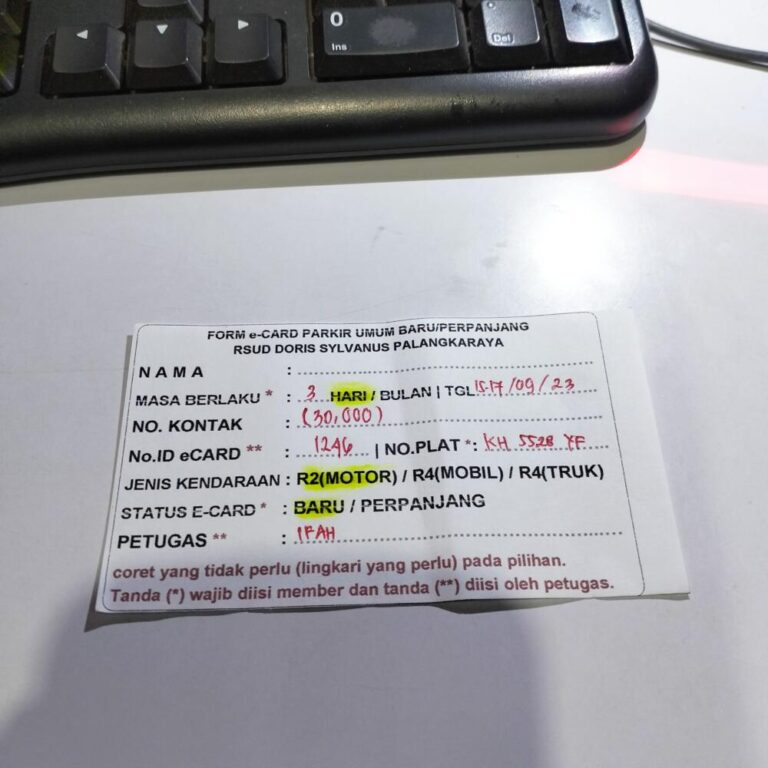 0
Ins
Del
FORM e-CARD PARKIR UMUM BARU/PERPANJANG
RSUD DORIS SYLVANUS PALANGKARAYA
NAMA :
MASA BERLAKU * : 3 HARI / BULAN | TGL 15-17/09/23
NO. KONTAK : (30,000)
No.ID eCARD ** : 1246 | NO.PLAT *: KH 5528 YF
JENIS KENDARAAN : R2(MOTOR) / R4(MOBIL) / R4(TRUK)
STATUS E-CARD * : BARU / PERPANJANG
PETUGAS ** : IFAH
coret yang tidak perlu (lingkari yang perlu) pada pilihan.
Tanda (*) wajib diisi member dan tanda (**) diisi oleh petugas.